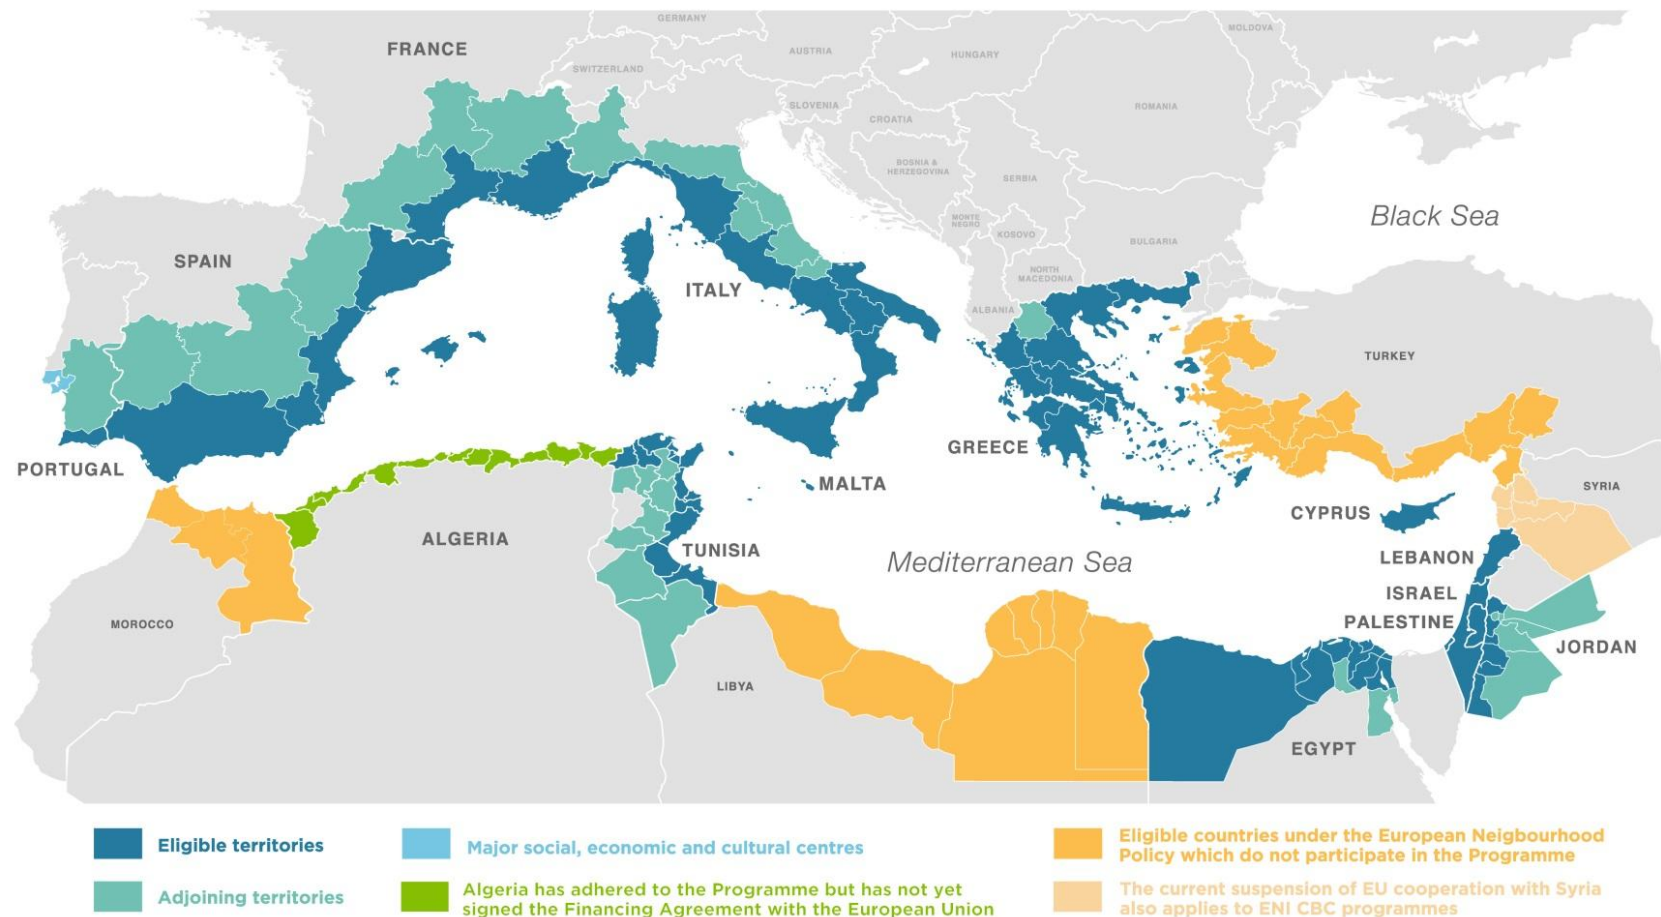 GERMANY
MOLDOVA
FRANCE
AUSTRIA
HUNGARY
SWITZERLAND
SLOVENIA
ROMANIA
CROATIA
BOSNIA &
HERZEGOVINA
SERBIA
Black Sea
MONTE
NEGRO
KOSOVO
BULGARIA
SPAIN
NORTH
MACEDONIA
ITALY
ALBANIA
TURKEY
GREECE
PORTUGAL
MALTA
SYRIA
CYPRUS
ALGERIA
TUNISIA
Mediterranean Sea
LEBANON
ISRAEL
PALESTINE
MOROCCO
JORDAN
LIBYA
EGYPT
Eligible territories
Adjoining territories
Major social, economic and cultural centres
Algeria has adhered to the Programme but has not yet
signed the Financing Agreement with the European Union
Eligible countries under the European Neigbourhood
Policy which do not participate in the Programme
The current suspension of EU cooperation with Syria
also applies to ENI CBC programmes